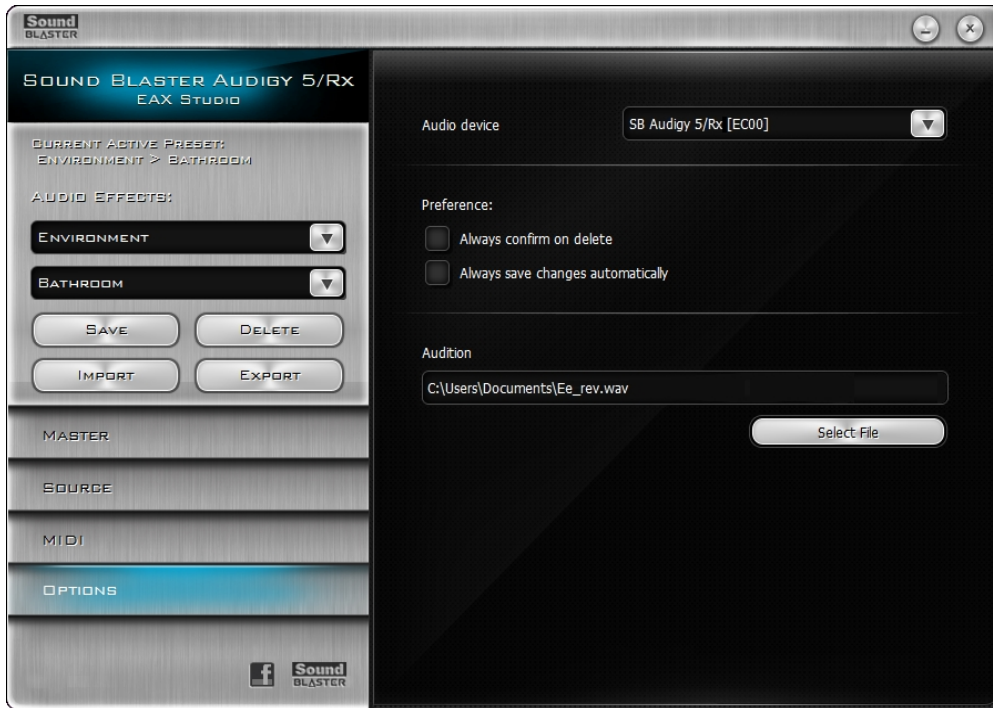 Sound
BLASTER
Sound Blaster Audigy 5/Rx
EAX Studio
Current Active Preset:
Environment > Bathroom
Audio Effects:
Environment
Bathroom
Save
Delete
Import
Export
Master
Source
MIDI
Options
f
Sound
BLASTER
Audio device
SB Audigy 5/Rx [EC00]
Preference:
Always confirm on delete
Always save changes automatically
Audition
C:\Users\Documents\Ee_rev.wav
Select File